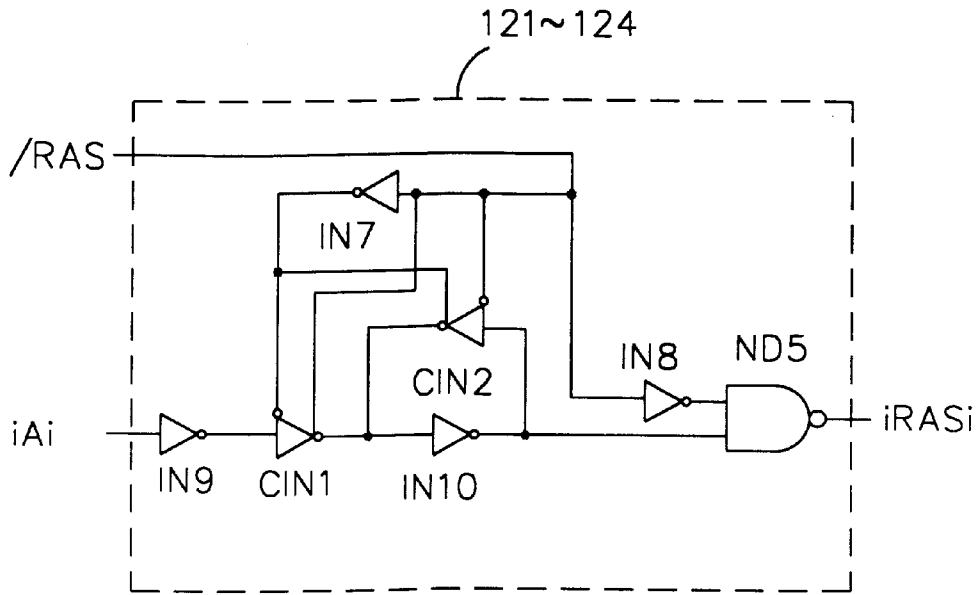 121~124
/RAS
IN7
CIN2
IN8
ND5
iAi
iRASi
IN9
CIN1
IN10